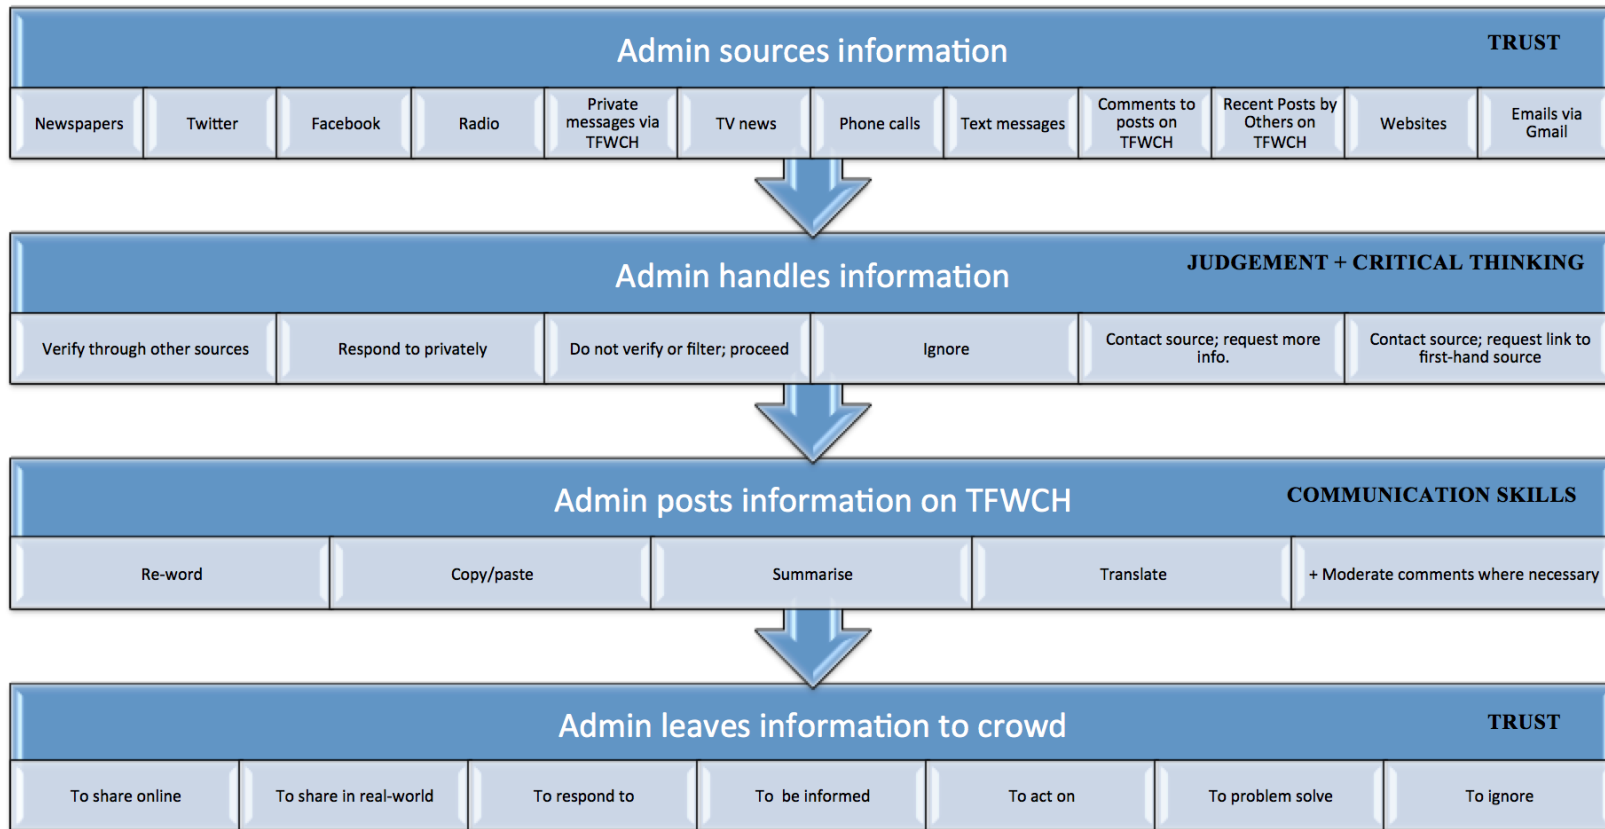 Admin sources information
TRUST
Newspapers
Twitter
Facebook
Radio
Private
messages via
TFWCH
TV news
Phone calls
Text messages
Comments to
posts on
TFWCH
Recent Posts by
Others on
TFWCH
Websites
Emails via
Gmail
Admin handles information
JUDGEMENT + CRITICAL THINKING
Verify through other sources
Respond to privately
Do not verify or filter; proceed
Ignore
Contact source; request more
info.
Contact source; request link to
first-hand source
Admin posts information on TFWCH
COMMUNICATION SKILLS
Re-word
Copy/paste
Summarise
Translate
+ Moderate comments where necessary
Admin leaves information to crowd
TRUST
To share online
To share in real-world
To respond to
To be informed
To act on
To problem solve
To ignore